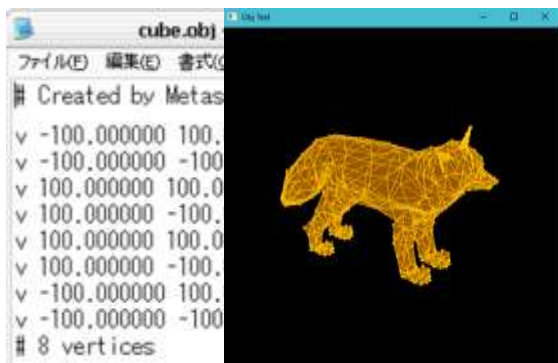 cube.obj -
ファイル(F) 編集(E) 書式(O
# Created by Metas
v -100.000000 100.
v -100.000000 -100
v 100.000000 100.0
v 100.000000 -100.
v 100.000000 100.0
v 100.000000 -100.
v -100.000000 100.
v -100.000000 -100
# 8 vertices
Obj Test